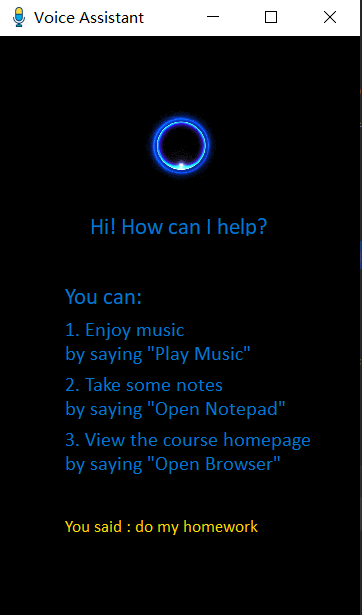 Voice Assistant
Hi! How can I help?
You can:
1. Enjoy music
by saying "Play Music"
2. Take some notes
by saying "Open Notepad"
3. View the course homepage
by saying "Open Browser"
You said : do my homework